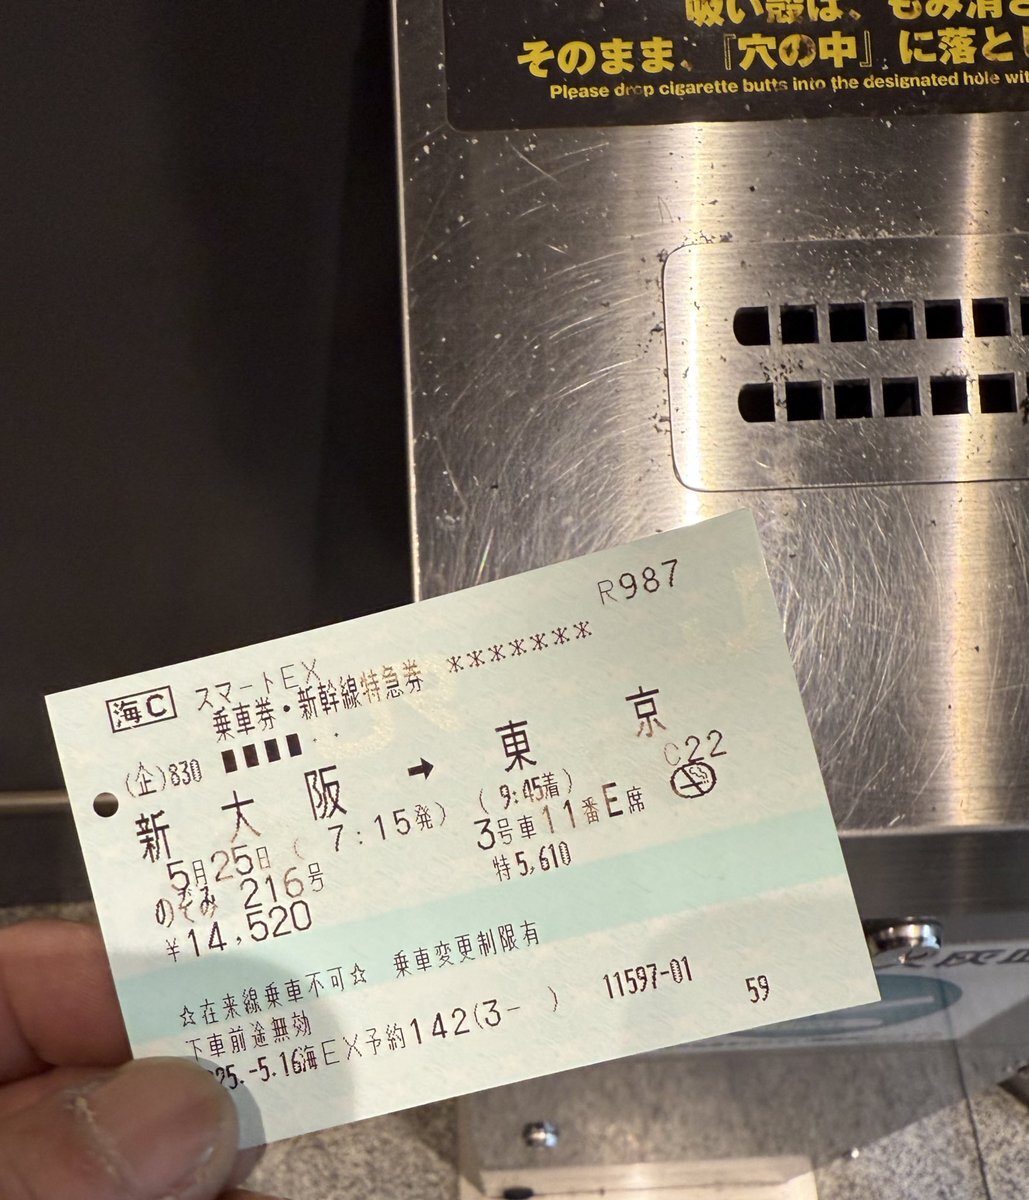 吸い殻は、もみ消さ
そのまま、『穴の中』に落とし
Please drop cigarette butts into the designated hole wit
R987
海C スマートEX
乗車券・新幹線特急券 *******
(企)830
新大阪 → 東京 C22
5月25日 ( 7:15発) ( 9:45着)
のぞみ 216号 3号車11番E席
¥14,520 特5,610
☆在来線乗車不可☆ 乗車変更制限有
下車前途無効
25.-5.16海EX予約142(3- ) 11597-01 59